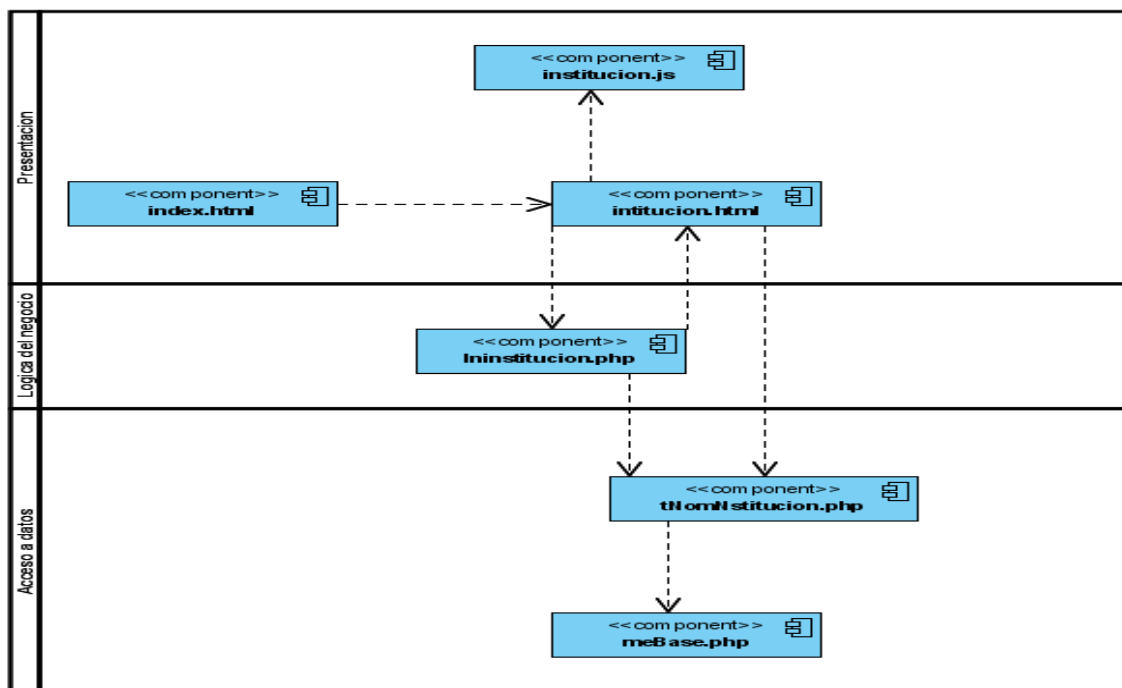 Presentacion
<<component>>
institucion.js
<<component>>
index.html
<<component>>
intitucion.html
Logica del negocio
<<component>>
Ininstitucion.php
Acceso a datos
<<component>>
tNomNstitucion.php
<<component>>
meBase.php